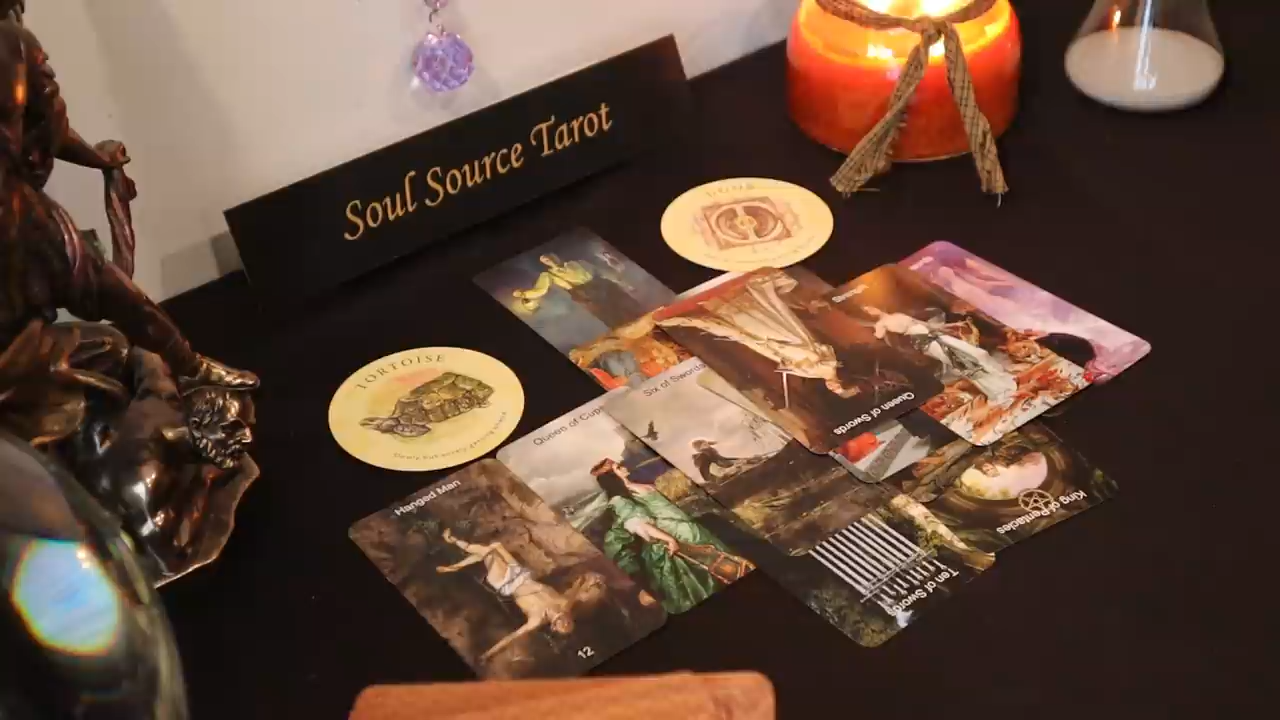 Soul Source Tarot
TORTOISE
Queen of Cups
Six of Swords
Hanged Man
12
Queen of Swords
King of Pentacles
Ten of Swords